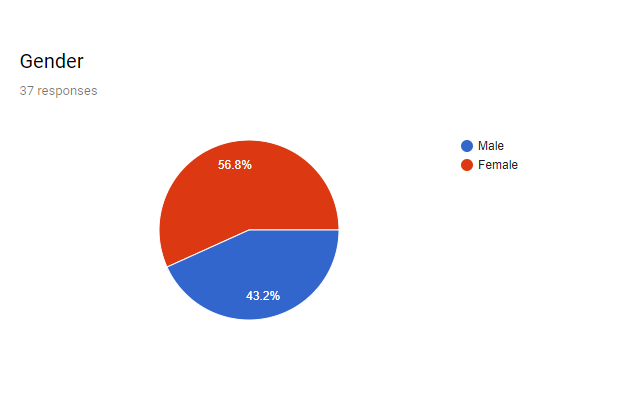 Gender
37 responses
Male
56.8%
Female
43.2%